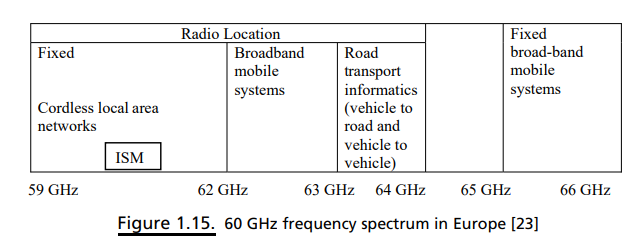 Radio Location
Fixed
Cordless local area
networks
ISM
Broadband
mobile
systems
Road
transport
informatics
(vehicle to
road and
vehicle to
vehicle)
Fixed
broad-band
mobile
systems
59 GHz 62 GHz 63 GHz 64 GHz 65 GHz 66 GHz
Figure 1.15. 60 GHz frequency spectrum in Europe [23]